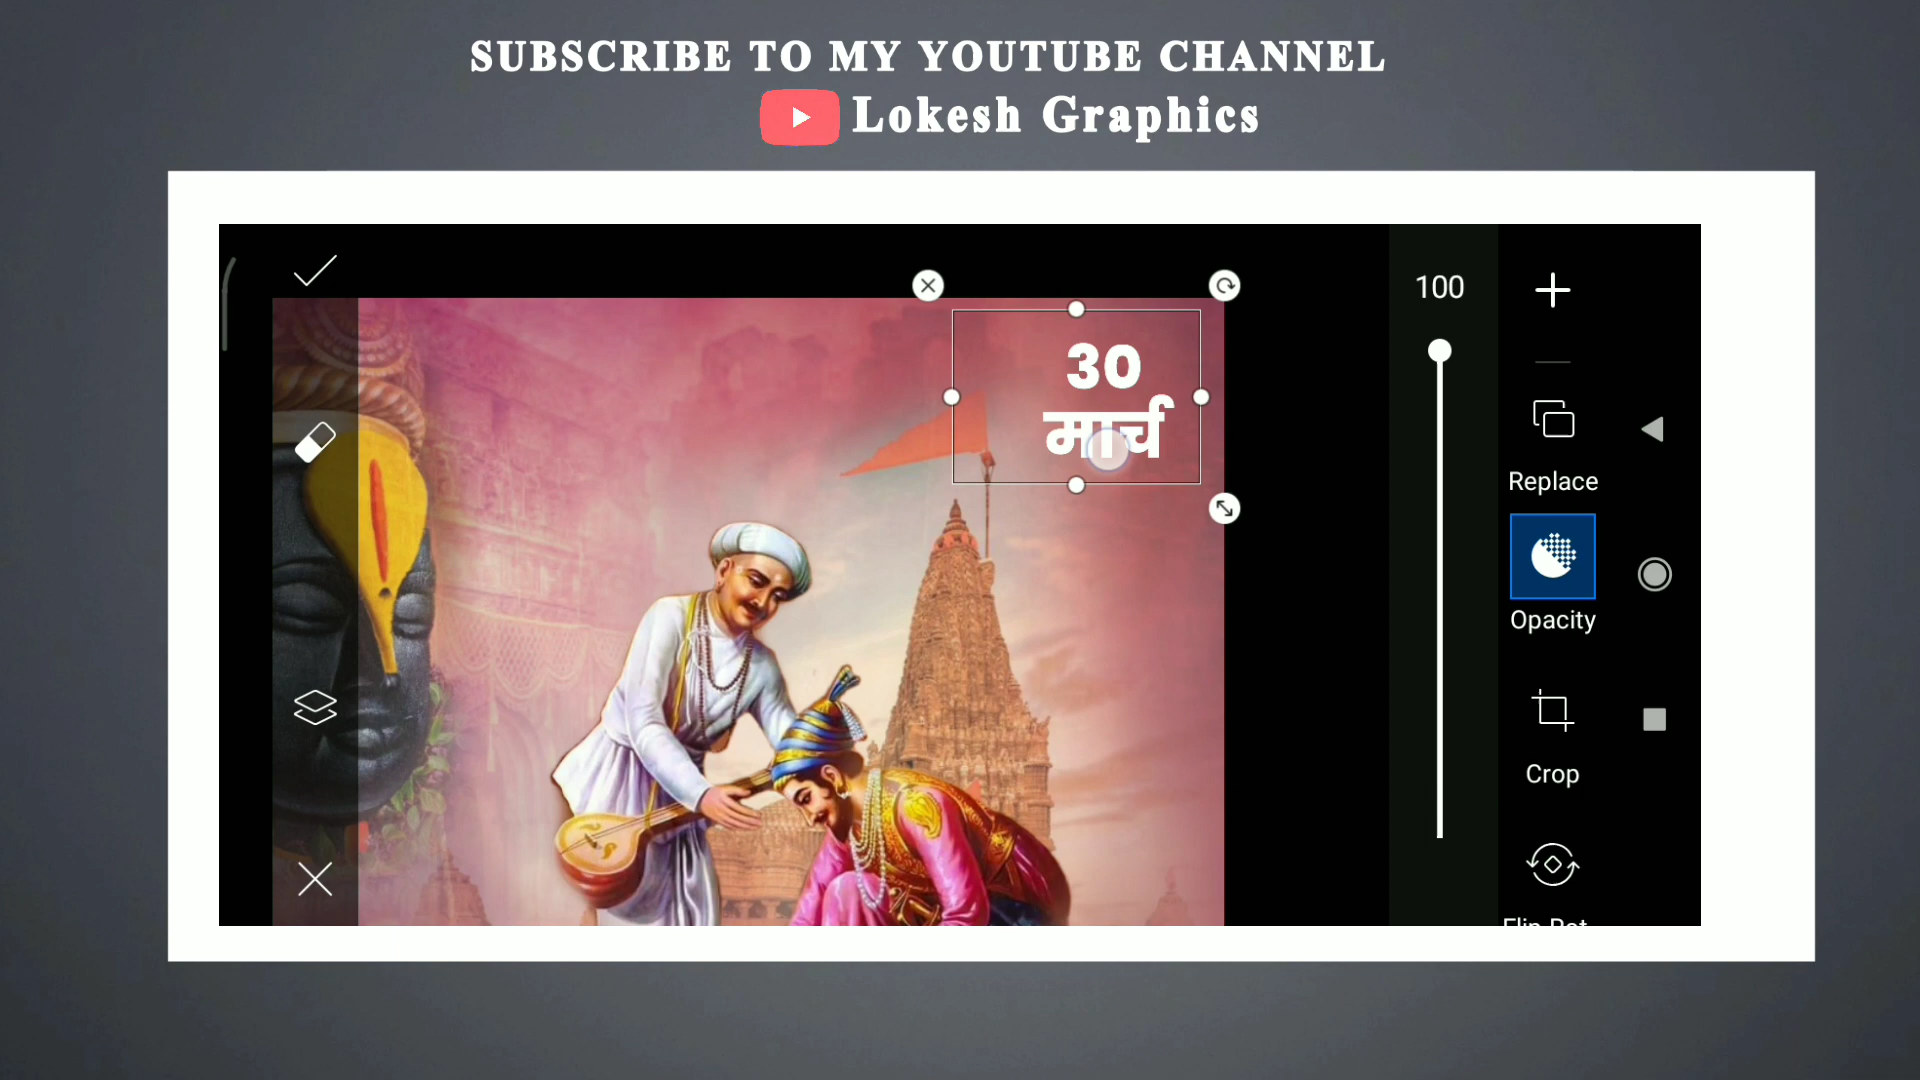 SUBSCRIBE TO MY YOUTUBE CHANNEL
Lokesh Graphics
100
30
मार्च
Replace
Opacity
Crop